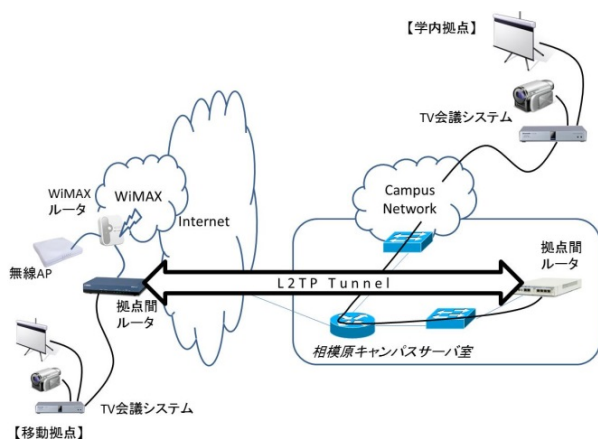 【学内拠点】
TV会議システム
Campus
Network
WiMAX
ルータ
WiMAX
Internet
無線AP
拠点間
ルータ
L2TP Tunnel
拠点間
ルータ
相模原キャンパスサーバ室
TV会議システム
【移動拠点】